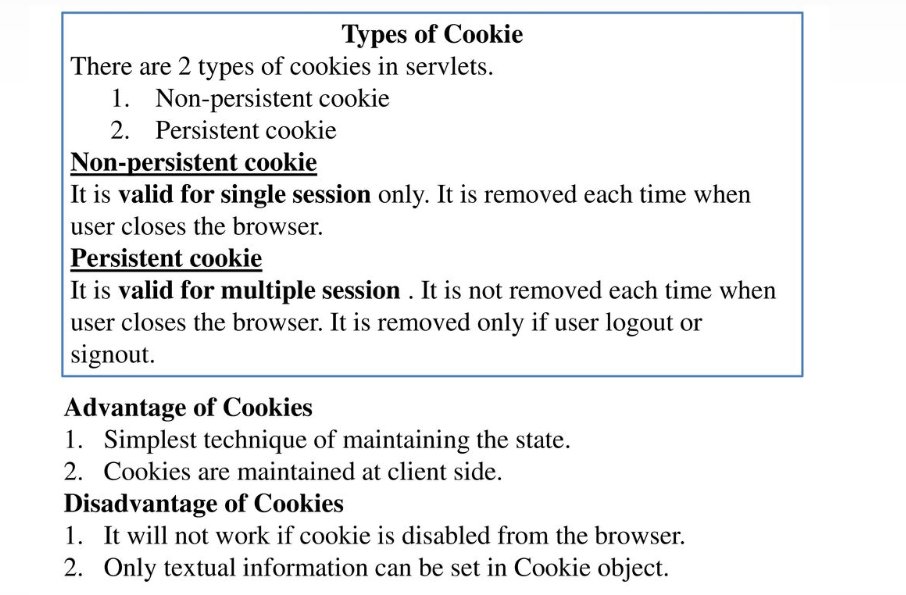 Types of Cookie
There are 2 types of cookies in servlets.
1. Non-persistent cookie
2. Persistent cookie
Non-persistent cookie
It is valid for single session only. It is removed each time when
user closes the browser.
Persistent cookie
It is valid for multiple session . It is not removed each time when
user closes the browser. It is removed only if user logout or
signout.
Advantage of Cookies
1. Simplest technique of maintaining the state.
2. Cookies are maintained at client side.
Disadvantage of Cookies
1. It will not work if cookie is disabled from the browser.
2. Only textual information can be set in Cookie object.